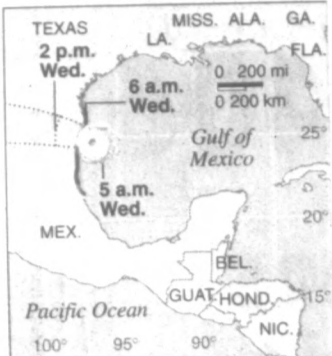 MISS. ALA. GA.
TEXAS
LA.
FLA.
2 p.m.
Wed.
6 a.m.
Wed.
0 200 mi
0 200 km
Gulf of
Mexico
25°
5 a.m.
Wed.
20°
MEX.
BEL.
GUAT.
HOND.
15°
Pacific Ocean
NIC.
100° 95° 90°